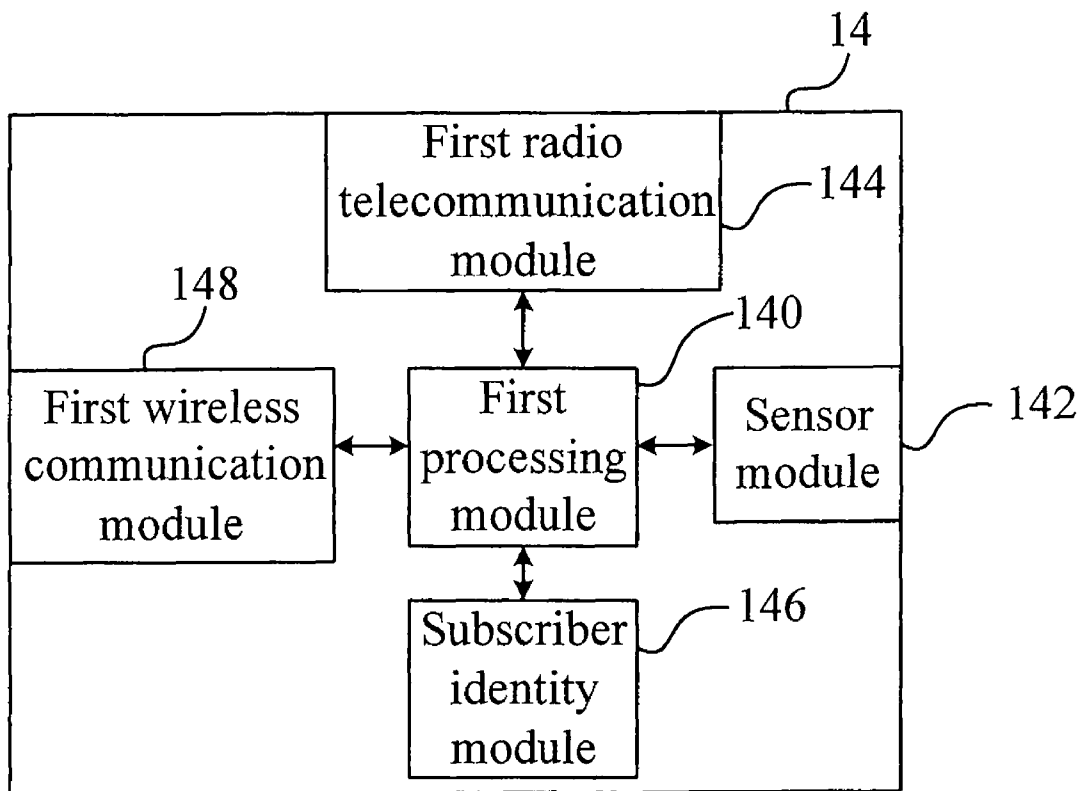 14
First radio
telecommunication
module
144
148
140
First wireless
communication
module
First
processing
module
Sensor
module
142
Subscriber
identity
module
146